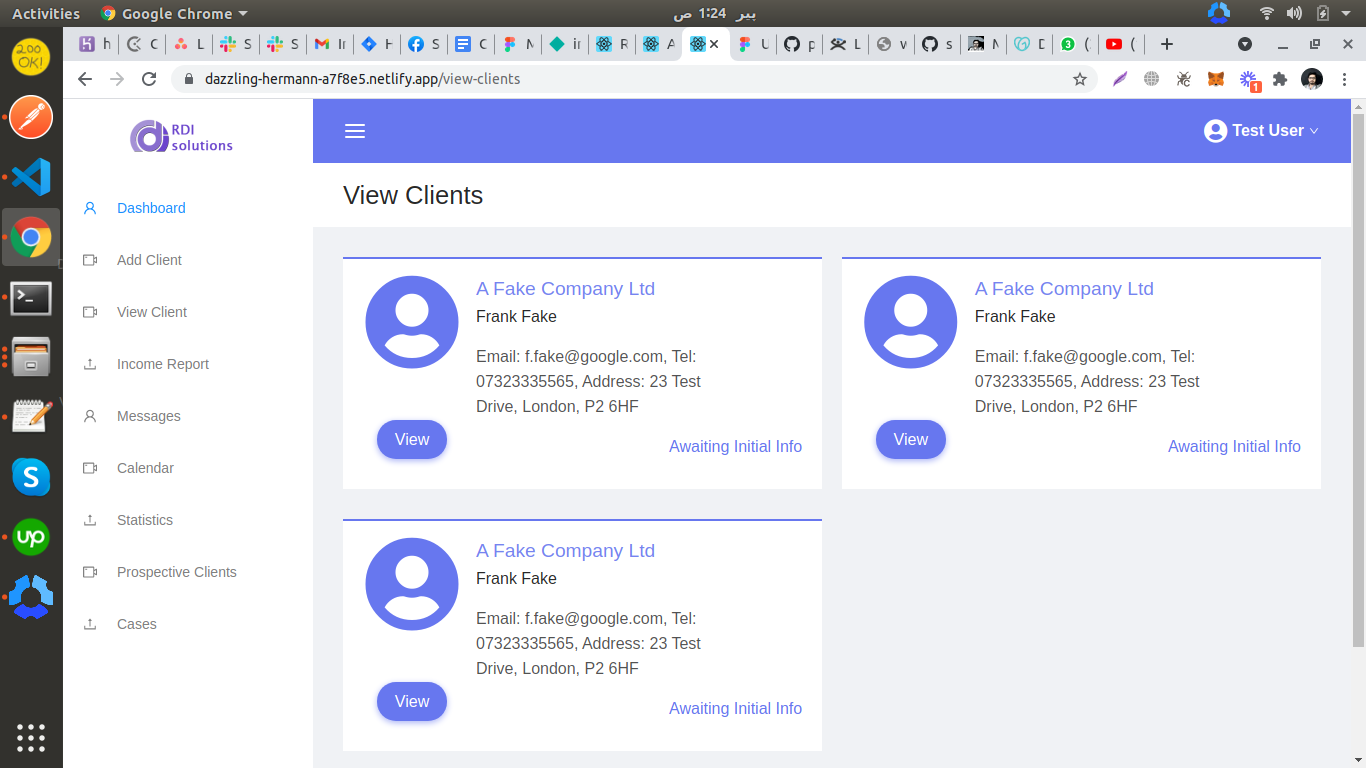 Activities
Google Chrome
پیر 1:24 ص
200
OK!
h
C
L
S
S
In
H
S
C
N
in
R
A
U
p
L
v
s
N
D
3 (
(
dazzling-hermann-a7f8e5.netlify.app/view-clients
1
RDI
solutions
Test User
Dashboard
Add Client
View Client
Income Report
Messages
Calendar
Statistics
Prospective Clients
Cases
View Clients
A Fake Company Ltd
Frank Fake
Email: f.fake@google.com, Tel:
07323335565, Address: 23 Test
Drive, London, P2 6HF
View
Awaiting Initial Info
A Fake Company Ltd
Frank Fake
Email: f.fake@google.com, Tel:
07323335565, Address: 23 Test
Drive, London, P2 6HF
View
Awaiting Initial Info
A Fake Company Ltd
Frank Fake
Email: f.fake@google.com, Tel:
07323335565, Address: 23 Test
Drive, London, P2 6HF
View
Awaiting Initial Info